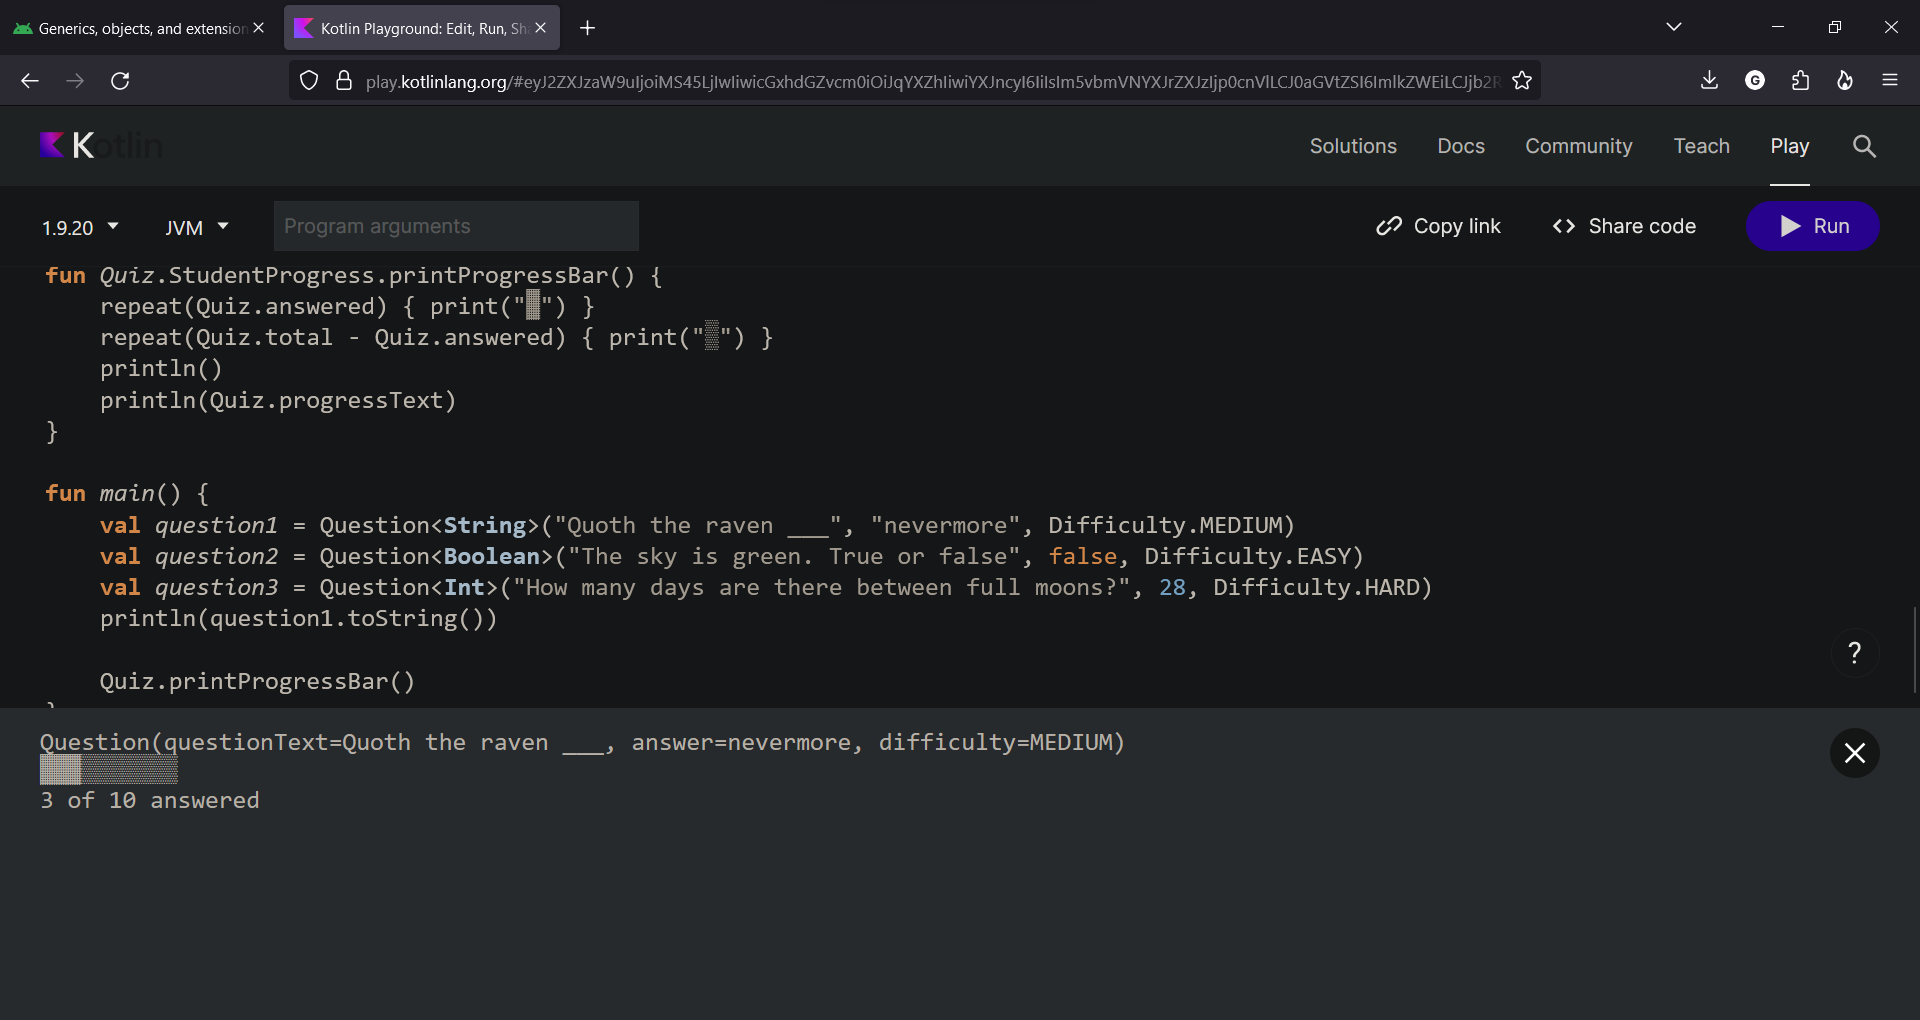 Generics, objects, and extension
Kotlin Playground: Edit, Run, Sh
play.kotlinlang.org/#eyJ2ZXJzaW9uIjoiMS45LjIwIiwicGxhdGZvcm0iOiJqYXZhIiwiYXJncyI6IiIsIm5vbmVNYXJrZXJzIjp0cnVlLCJ0aGVtZSI6ImlkZWEiLCJjb2R
Kotlin
Solutions Docs Community Teach Play
1.9.20 JVM Program arguments Copy link <> Share code Run
fun Quiz.StudentProgress.printProgressBar() {
repeat(Quiz.answered) { print("▓") }
repeat(Quiz.total - Quiz.answered) { print("▒") }
println()
println(Quiz.progressText)
}
fun main() {
val question1 = Question<String>("Quoth the raven ___", "nevermore", Difficulty.MEDIUM)
val question2 = Question<Boolean>("The sky is green. True or false", false, Difficulty.EASY)
val question3 = Question<Int>("How many days are there between full moons?", 28, Difficulty.HARD)
println(question1.toString())
?
Quiz.printProgressBar()
Question(questionText=Quoth the raven ___, answer=nevermore, difficulty=MEDIUM)
▓▓▓▒▒▒▒▒▒▒
3 of 10 answered